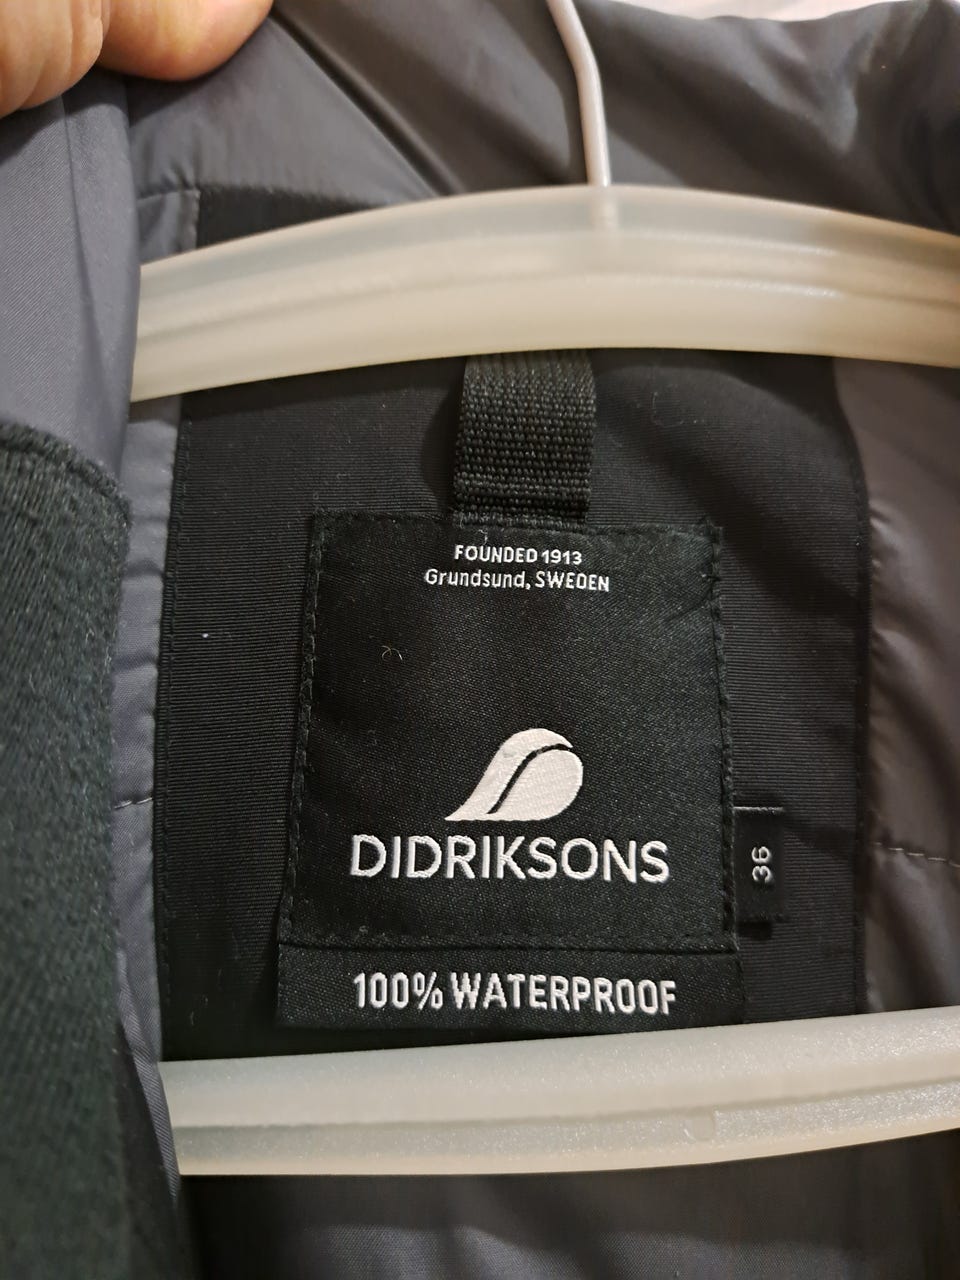 FOUNDED 1913
Grundsund, SWEDEN
DIDRIKSONS
36
100% WATERPROOF